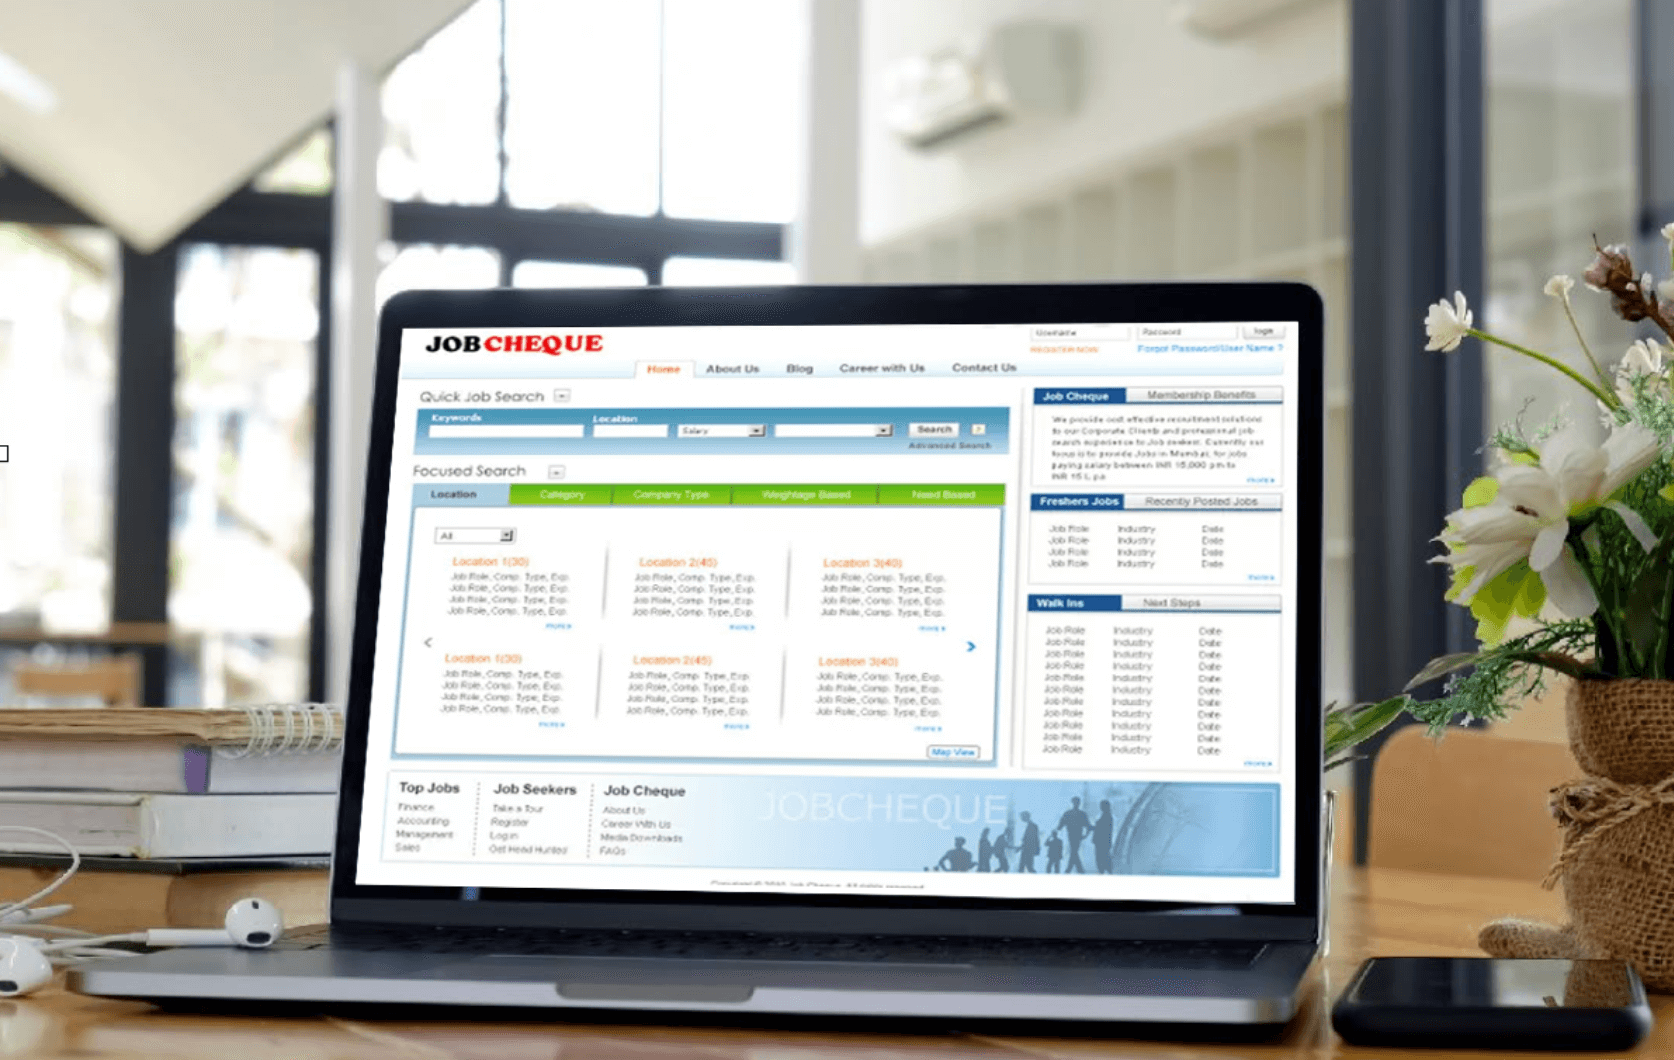 JOBCHEQUE
Username
Password
login
REGISTER NOW
Forgot Password/User Name ?
Home
About Us
Blog
Career with Us
Contact Us
Quick Job Search
Keywords
Location
Salary
Search
Advanced Search
Focused Search
Location
Category
Company Type
Weightage Based
Need Based
All
Location 1(30)
Job Role, Comp. Type, Exp.
Job Role, Comp. Type, Exp.
Job Role, Comp. Type, Exp.
Job Role, Comp. Type, Exp.
more
Location 2(45)
Job Role, Comp. Type, Exp.
Job Role, Comp. Type, Exp.
Job Role, Comp. Type, Exp.
Job Role, Comp. Type, Exp.
more
Location 3(40)
Job Role, Comp. Type, Exp.
Job Role, Comp. Type, Exp.
Job Role, Comp. Type, Exp.
Job Role, Comp. Type, Exp.
more
Location 1(30)
Job Role, Comp. Type, Exp.
Job Role, Comp. Type, Exp.
Job Role, Comp. Type, Exp.
Job Role, Comp. Type, Exp.
more
Location 2(45)
Job Role, Comp. Type, Exp.
Job Role, Comp. Type, Exp.
Job Role, Comp. Type, Exp.
Job Role, Comp. Type, Exp.
more
Location 3(40)
Job Role, Comp. Type, Exp.
Job Role, Comp. Type, Exp.
Job Role, Comp. Type, Exp.
Job Role, Comp. Type, Exp.
more
Map View
Job Cheque
Membership Benefits
We provide cost effective recruitment solutions
to our Corporate Clients and professional job
search experience to Job seekers. Currently our
focus is to provide Jobs in Mumbai, for jobs
paying salary between INR 15,000 pm to
INR 15 L p.a
more
Freshers Jobs
Recently Posted Jobs
Job Role Industry Date
Job Role Industry Date
Job Role Industry Date
Job Role Industry Date
more
Walk Ins
Next Steps
Job Role Industry Date
Job Role Industry Date
Job Role Industry Date
Job Role Industry Date
Job Role Industry Date
Job Role Industry Date
Job Role Industry Date
Job Role Industry Date
Job Role Industry Date
Job Role Industry Date
Job Role Industry Date
more
Top Jobs
Finance
Accounting
Management
Sales
Job Seekers
Take a Tour
Register
Log in
Get Head Hunted
Job Cheque
About Us
Career With Us
Media Downloads
FAQs
JOBCHEQUE
Job Cheque. All rights reserved